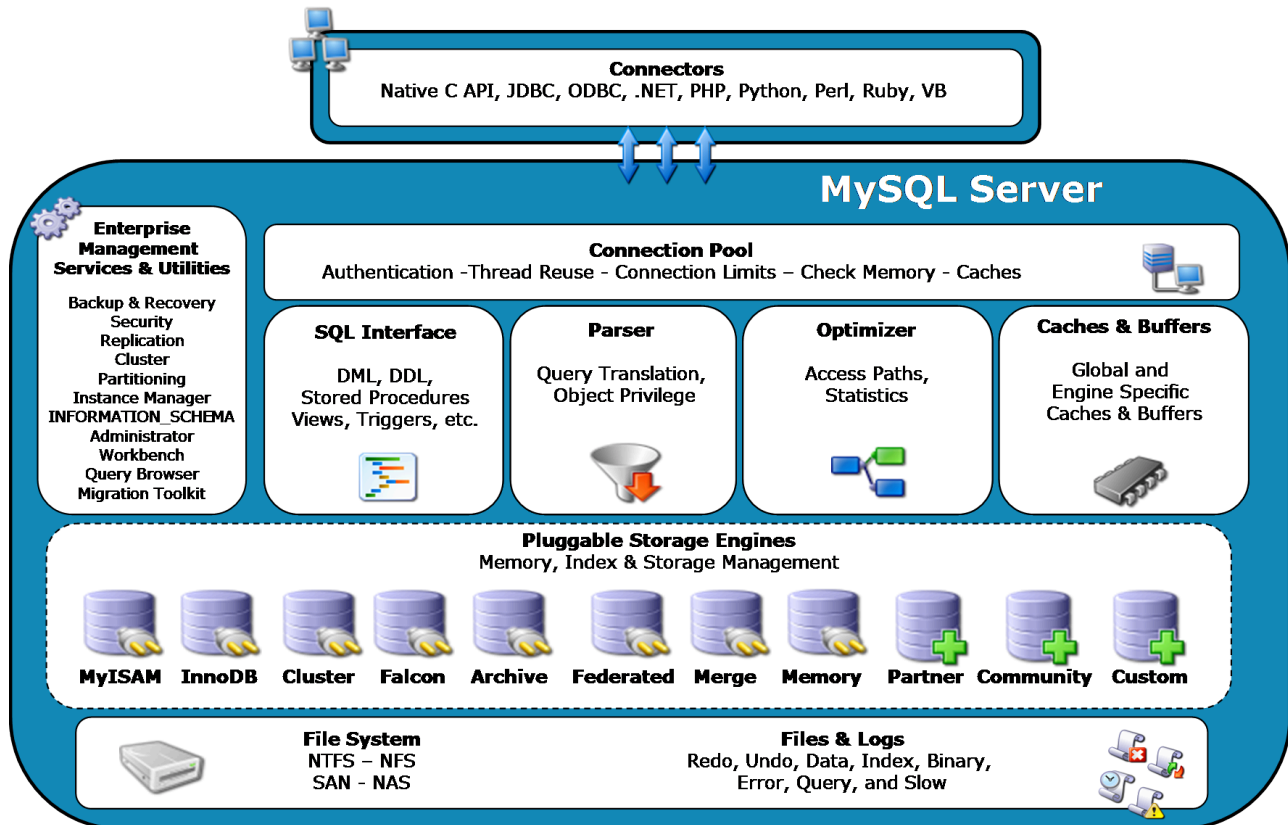 Connectors
Native C API, JDBC, ODBC, .NET, PHP, Python, Perl, Ruby, VB
MySQL Server
Enterprise
Management
Services & Utilities
Backup & Recovery
Security
Replication
Cluster
Partitioning
Instance Manager
INFORMATION_SCHEMA
Administrator
Workbench
Query Browser
Migration Toolkit
Connection Pool
Authentication -Thread Reuse - Connection Limits – Check Memory - Caches
SQL Interface
DML, DDL,
Stored Procedures
Views, Triggers, etc.
Parser
Query Translation,
Object Privilege
Optimizer
Access Paths,
Statistics
Caches & Buffers
Global and
Engine Specific
Caches & Buffers
Pluggable Storage Engines
Memory, Index & Storage Management
MyISAM
InnoDB
Cluster
Falcon
Archive
Federated
Merge
Memory
Partner
Community
Custom
File System
NTFS – NFS
SAN - NAS
Files & Logs
Redo, Undo, Data, Index, Binary,
Error, Query, and Slow